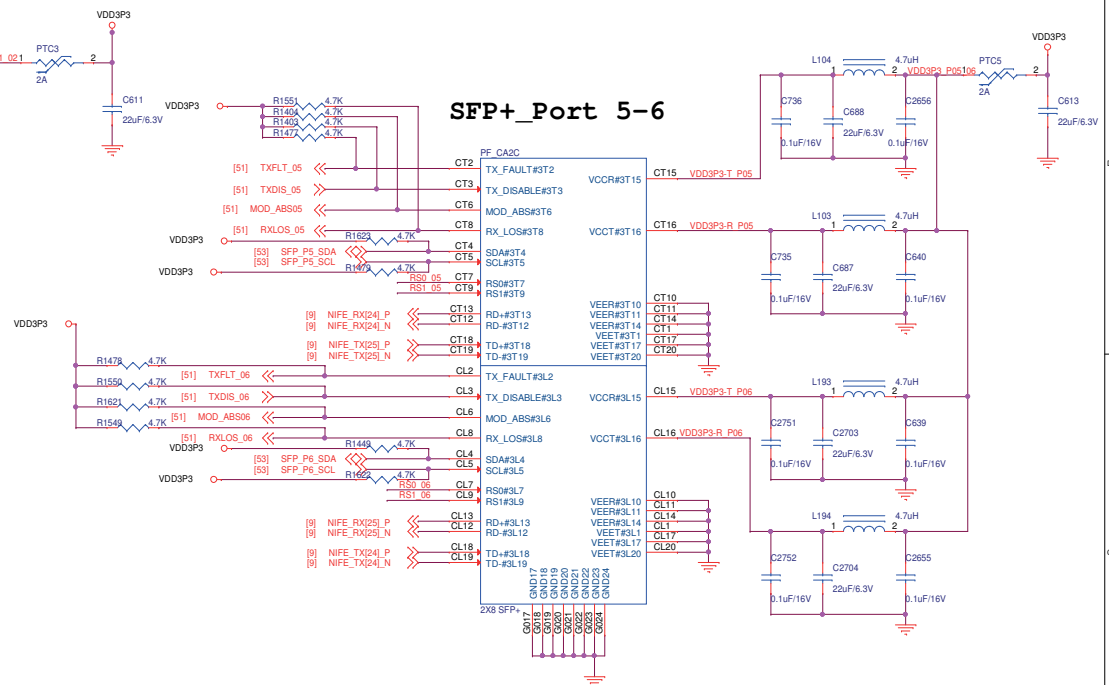 VDD3P3
PTC3
1
2
2A
C611
22uF/6.3V
VDD3P3
R1551 4.7K
R1404 4.7K
R1403 4.7K
R1477 4.7K
SFP+_Port 5-6
VDD3P3
L104 4.7uH
1 2
VDD3P3_P05_06
1
PTC5
2
2A
C736
0.1uF/16V
C688
22uF/6.3V
C2656
0.1uF/16V
C613
22uF/6.3V
PF_CA2C
[51] TXFLT_05 CT2 TX_FAULT#3T2
[51] TXDIS_05 CT3 TX_DISABLE#3T3
[51] MOD_ABS05 CT6 MOD_ABS#3T6
[51] RXLOS_05 CT8 RX_LOS#3T8
VDD3P3 R1623 4.7K
[53] SFP_P5_SDA CT4 SDA#3T4
[53] SFP_P5_SCL CT5 SCL#3T5
VDD3P3 4.7K
RS0_05 CT7 RS0#3T7
RS1_05 CT9 RS1#3T9
[9] NIFE_RX[24]_P CT13 RD+#3T13
[9] NIFE_RX[24]_N CT12 RD-#3T12
[9] NIFE_TX[25]_P CT18 TD+#3T18
[9] NIFE_TX[25]_N CT19 TD-#3T19
VCCR#3T15 CT15 VDD3P3-T_P05
VCCT#3T16 CT16 VDD3P3-R_P05
L103 4.7uH
1 2
C735
0.1uF/16V
C687
22uF/6.3V
C640
0.1uF/16V
VEER#3T10 CT10
VEER#3T11 CT11
VEER#3T14 CT14
VEET#3T1 CT1
VEET#3T17 CT17
VEET#3T20 CT20
VDD3P3
R1478 4.7K
R1550 4.7K
R1621 4.7K
R1549 4.7K
[51] TXFLT_06 CL2 TX_FAULT#3L2
[51] TXDIS_06 CL3 TX_DISABLE#3L3
[51] MOD_ABS06 CL6 MOD_ABS#3L6
[51] RXLOS_06 CL8 RX_LOS#3L8
VDD3P3 R1449 4.7K
[53] SFP_P6_SDA CL4 SDA#3L4
[53] SFP_P6_SCL CL5 SCL#3L5
VDD3P3 R1622 4.7K
RS0_06 CL7 RS0#3L7
RS1_06 CL9 RS1#3L9
[9] NIFE_RX[25]_P CL13 RD+#3L13
[9] NIFE_RX[25]_N CL12 RD-#3L12
[9] NIFE_TX[24]_P CL18 TD+#3L18
[9] NIFE_TX[24]_N CL19 TD-#3L19
VCCR#3L15 CL15 VDD3P3-T_P06
VCCT#3L16 CL16 VDD3P3-R_P06
L193 4.7uH
1 2
C2751
0.1uF/16V
C2703
22uF/6.3V
C639
0.1uF/16V
VEER#3L10 CL10
VEER#3L11 CL11
VEER#3L14 CL14
VEET#3L1 CL1
VEET#3L17 CL17
VEET#3L20 CL20
L194 4.7uH
1 2
C2752
0.1uF/16V
C2704
22uF/6.3V
C2655
0.1uF/16V
GND17 GND18 GND19 GND20 GND21 GND22 GND23 GND24
2X8 SFP+
G017 G018 G019 G020 G021 G022 G023 G024